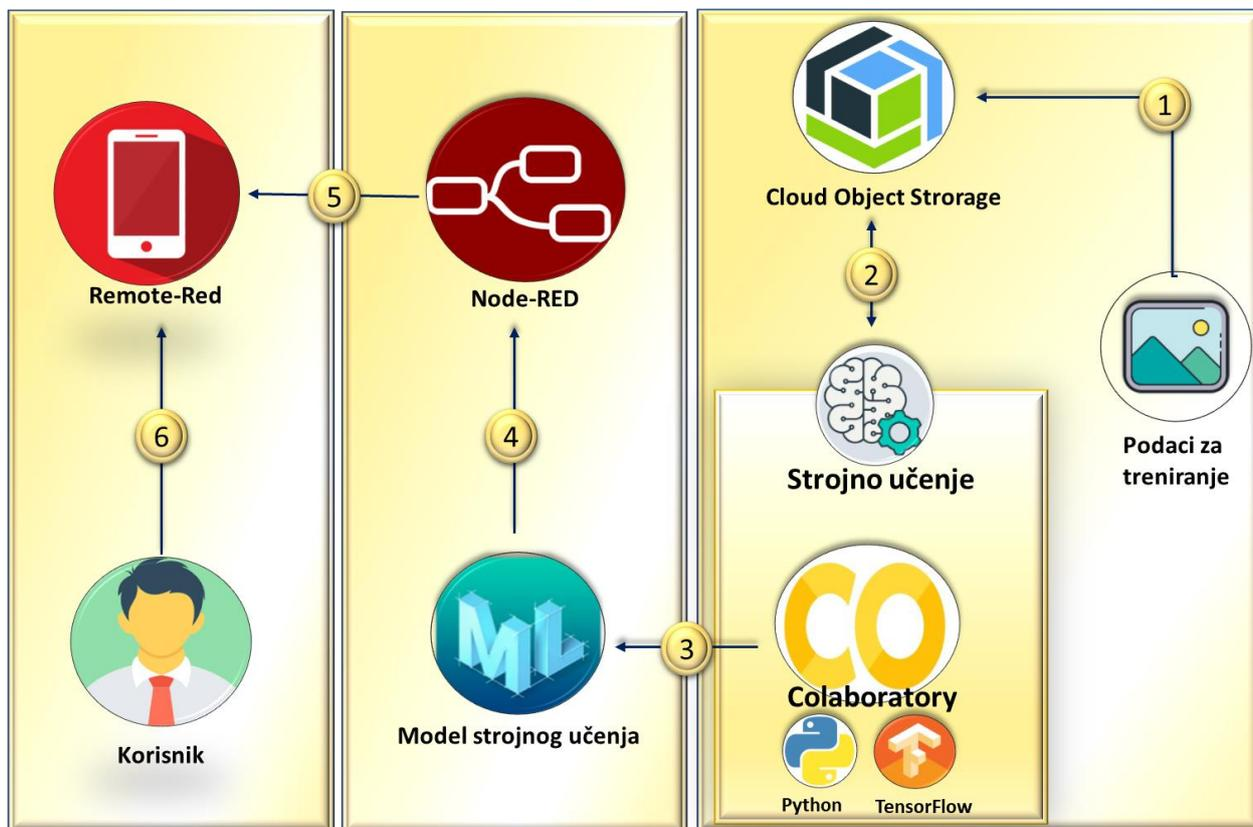 1
Cloud Object Strorage
5
2
Remote-Red
Node-RED
6
4
Podaci za
treniranje
Strojno učenje
ML
3
CO
Colaboratory
Korisnik
Model strojnog učenja
Python
TensorFlow